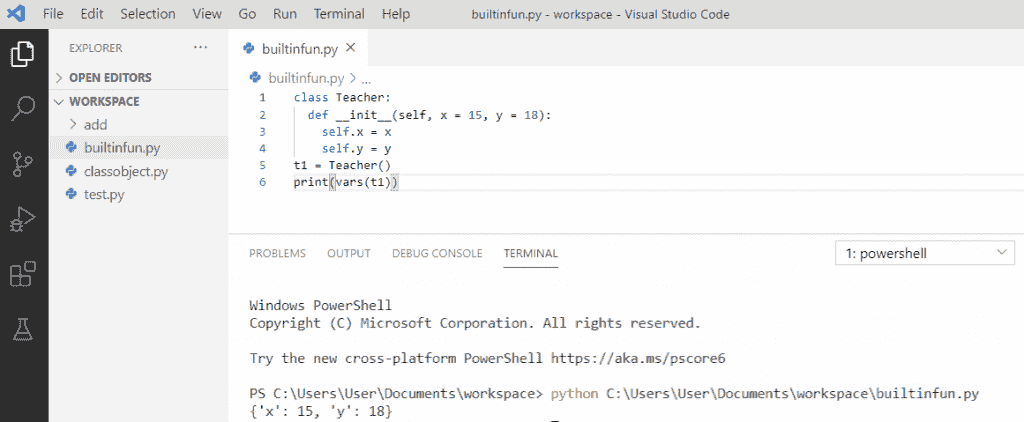 File Edit Selection View Go Run Terminal Help builtinfun.py - workspace - Visual Studio Code
EXPLORER ...
OPEN EDITORS
WORKSPACE
add
builtinfun.py
classobject.py
test.py
builtinfun.py
builtinfun.py > ...
1 class Teacher:
2 def __init__(self, x = 15, y = 18):
3 self.x = x
4 self.y = y
5 t1 = Teacher()
6 print(vars(t1))
PROBLEMS OUTPUT DEBUG CONSOLE TERMINAL 1: powershell
Windows PowerShell
Copyright (C) Microsoft Corporation. All rights reserved.
Try the new cross-platform PowerShell https://aka.ms/pscore6
PS C:\Users\User\Documents\workspace> python C:\Users\User\Documents\workspace\builtinfun.py
{'x': 15, 'y': 18}